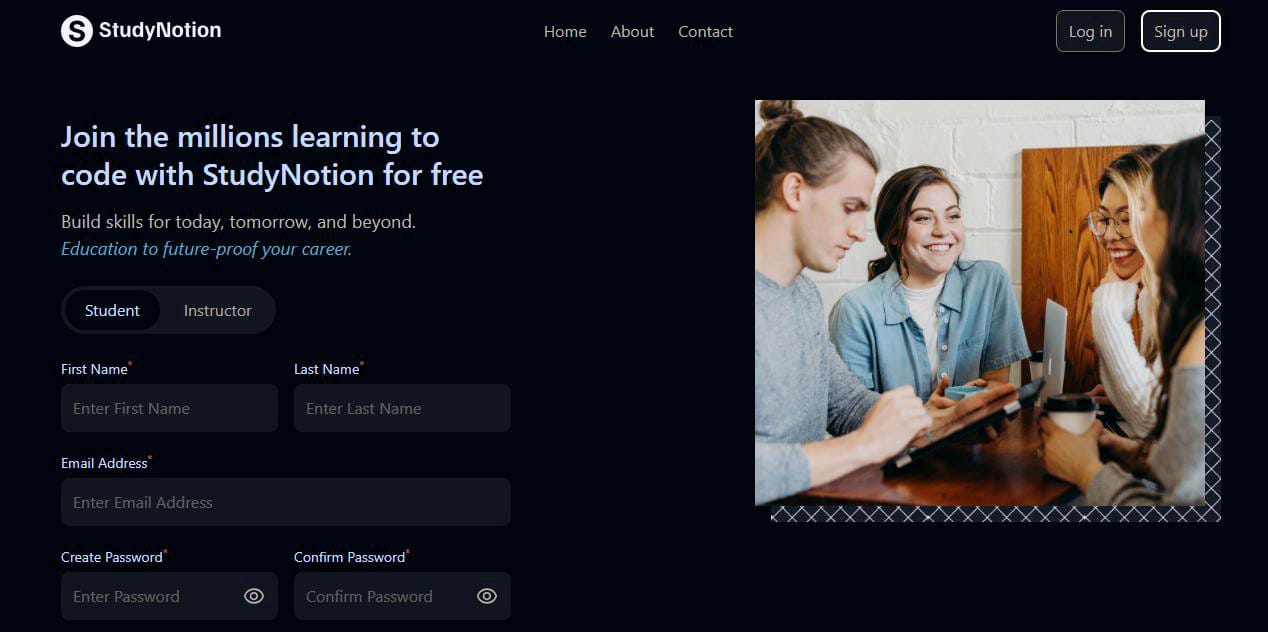 S StudyNotion
Home About Contact
Log in Sign up
Join the millions learning to
code with StudyNotion for free
Build skills for today, tomorrow, and beyond.
Education to future-proof your career.
Student Instructor
First Name* Last Name*
Enter First Name Enter Last Name
Email Address*
Enter Email Address
Create Password* Confirm Password*
Enter Password Confirm Password